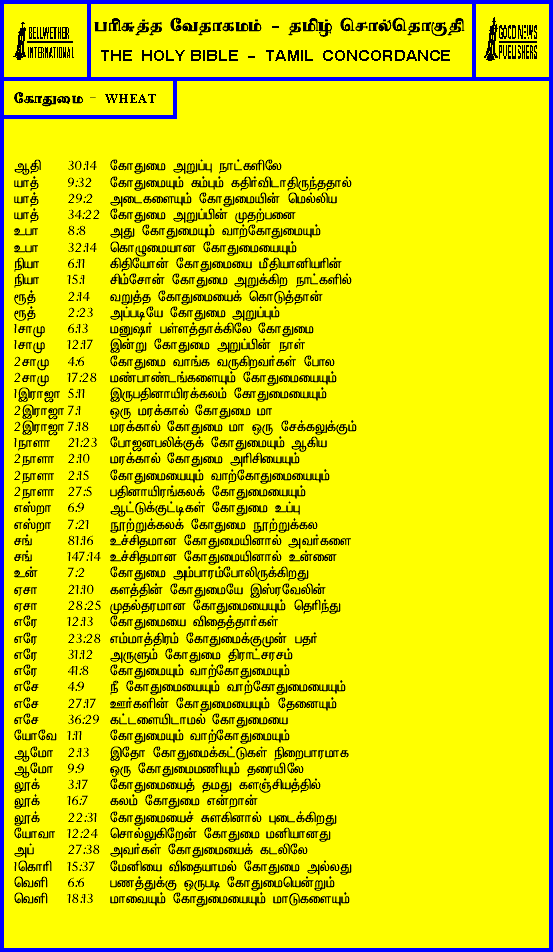 BELLWETHER
INTERNATIONAL
பரிசுத்த வேதாகமம் – தமிழ் சொல்தொகுதி
THE HOLY BIBLE – TAMIL CONCORDANCE
GOOD NEWS
PUBLISHERS
கோதுமை – WHEAT
ஆதி 30:14 கோதுமை அறுப்பு நாட்களிலே
யாத் 9:32 கோதுமையும் கம்பும் கதிர்விடாதிருந்ததால்
யாத் 29:2 அடைகளையும் கோதுமையின் மெல்லிய
யாத் 34:22 கோதுமை அறுப்பின் முதற்பனை
உபா 8:8 அது கோதுமையும் வாற்கோதுமையும்
உபா 32:14 கொழுமையான கோதுமையையும்
நியா 6:11 கிதியோன் கோதுமையை மீதியானியரின்
நியா 15:1 சிம்சோன் கோதுமை அறுக்கிற நாட்களில்
ரூத் 2:14 வறுத்த கோதுமையைக் கொடுத்தான்
ரூத் 2:23 அப்படியே கோதுமை அறுப்பும்
1சாமு 6:13 மனுஷர் பள்ளத்தாக்கிலே கோதுமை
1சாமு 12:17 இன்று கோதுமை அறுப்பின் நாள்
2சாமு 4:6 கோதுமை வாங்க வருகிறவர்கள் போல
2சாமு 17:28 மண்பாண்டங்களையும் கோதுமையையும்
1இராஜா 5:11 இருபதினாயிரக்கலம் கோதுமையையும்
2இராஜா 7:1 ஒரு மரக்கால் கோதுமை மா
2இராஜா 7:18 மரக்கால் கோதுமை மா ஒரு சேக்கலுக்கும்
1நாளா 21:23 போஜனபலிக்குக் கோதுமையும் ஆகிய
2நாளா 2:10 மரக்கால் கோதுமை அரிசியையும்
2நாளா 2:15 கோதுமையையும் வாற்கோதுமையையும்
2நாளா 27:5 பதினாயிரங்கலக் கோதுமையையும்
எஸ்றா 6:9 ஆட்டுக்குட்டிகள் கோதுமை உப்பு
எஸ்றா 7:21 நூற்றுக்கலக் கோதுமை நூற்றுக்கல
சங் 81:16 உச்சிதமான கோதுமையினால் அவர்களை
சங் 147:14 உச்சிதமான கோதுமையினால் உன்னை
உன் 7:2 கோதுமை அம்பாரம்போலிருக்கிறது
ஏசா 21:10 களத்தின் கோதுமையே இஸ்ரவேலின்
ஏசா 28:25 முதல்தரமான கோதுமையையும் தெரிந்து
எரே 12:13 கோதுமையை விதைத்தார்கள்
எரே 23:28 எம்மாத்திரம் கோதுமைக்குமுன் பதர்
எரே 31:12 அருளும் கோதுமை திராட்சரசம்
எரே 41:8 கோதுமையும் வாற்கோதுமையும்
எசே 4:9 நீ கோதுமையையும் வாற்கோதுமையையும்
எசே 27:17 ஊர்களின் கோதுமையையும் தேனையும்
எசே 36:29 கட்டளையிடாமல் கோதுமையை
யோவே 1:11 கோதுமையும் வாற்கோதுமையும்
ஆமோ 2:13 இதோ கோதுமைக்கட்டுகள் நிறைபாரமாக
ஆமோ 9:9 ஒரு கோதுமைமணியும் தரையிலே
லூக் 3:17 கோதுமையைத் தமது களஞ்சியத்தில்
லூக் 16:7 கலம் கோதுமை என்றான்
லூக் 22:31 கோதுமையைச் சுளகினால் புடைக்கிறது
யோவா 12:24 சொல்லுகிறேன் கோதுமை மனியானது
அப் 27:38 அவர்கள் கோதுமையைக் கடலிலே
1கொரி 15:37 மேனியை விதையாமல் கோதுமை அல்லது
வெளி 6:6 பணத்துக்கு ஒருபடி கோதுமையென்றும்
வெளி 18:13 மாவையும் கோதுமையையும் மாடுகளையும்